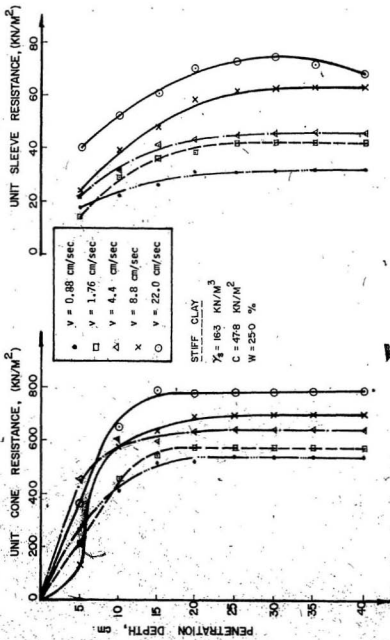 UNIT SLEEVE RESISTANCE, (KN/M²)
80
60
40
20
0
v = 0.88 cm/sec
v = 1.76 cm/sec
v = 4.4 cm/sec
v = 8.8 cm/sec
v = 22.0 cm/sec
STIFF CLAY
γs = 16.3 KN/M³
C = 47.8 KN/M²
W = 25.0 %
UNIT CONE RESISTANCE, (KN/M²)
800
600
400
200
0
5
10
15
20
25
30
35
40
PENETRATION DEPTH, cm